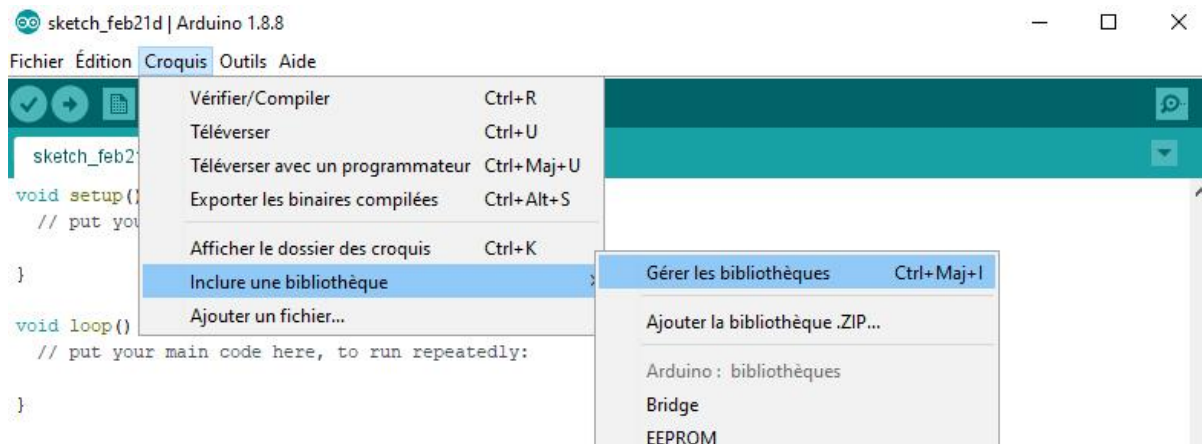 sketch_feb21d | Arduino 1.8.8
Fichier Édition Croquis Outils Aide
sketch_feb21
Vérifier/Compiler Ctrl+R
Téléverser Ctrl+U
Téléverser avec un programmateur Ctrl+Maj+U
Exporter les binaires compilées Ctrl+Alt+S
Afficher le dossier des croquis Ctrl+K
Inclure une bibliothèque
Ajouter un fichier...
Gérer les bibliothèques Ctrl+Maj+I
Ajouter la bibliothèque .ZIP...
Arduino : bibliothèques
Bridge
EEPROM
void setup()
// put you
}
void loop()
// put your main code here, to run repeatedly:
}